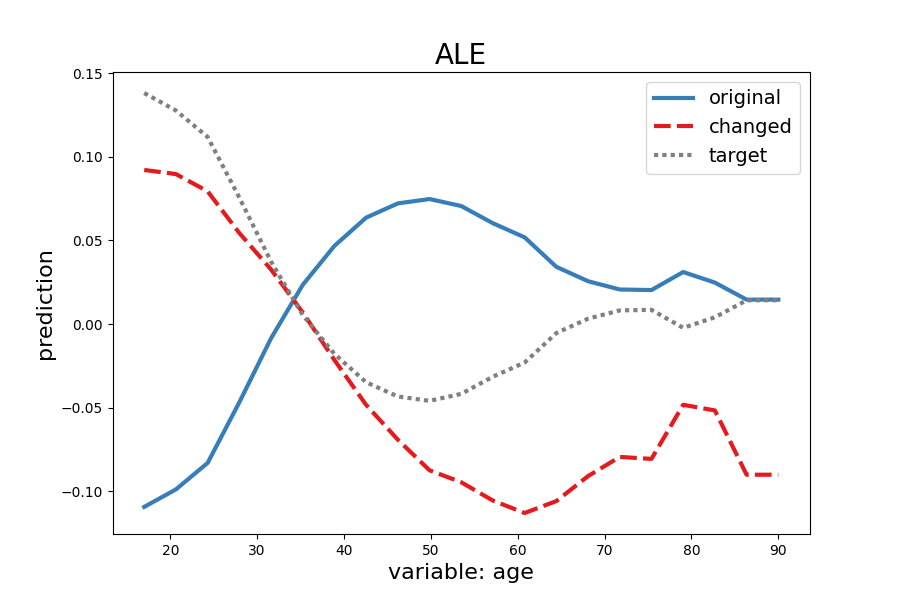 ALE
original
changed
target
prediction
0.15
0.10
0.05
0.00
−0.05
−0.10
20 30 40 50 60 70 80 90
variable: age